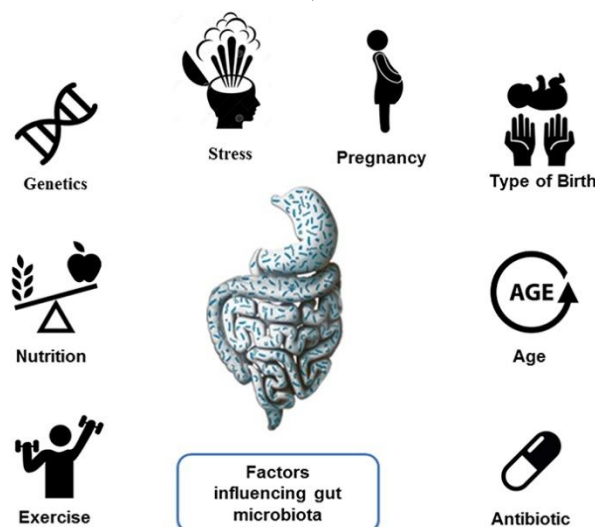 Stress
Pregnancy
Genetics
Type of Birth
Nutrition
AGE
Age
Exercise
Factors
influencing gut
microbiota
Antibiotic